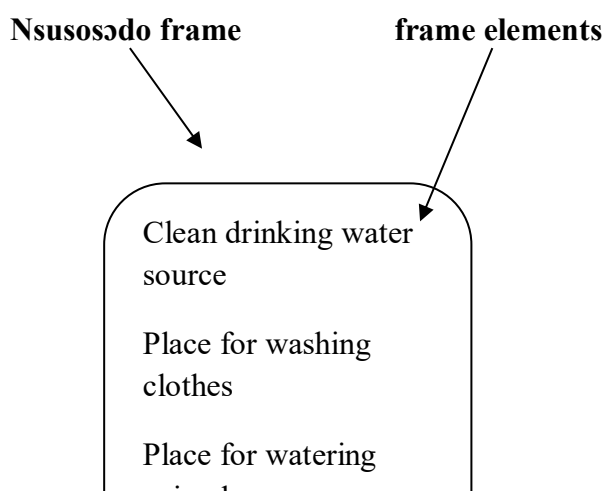 Nsusosɔdo frame frame elements
Clean drinking water
source
Place for washing
clothes
Place for watering